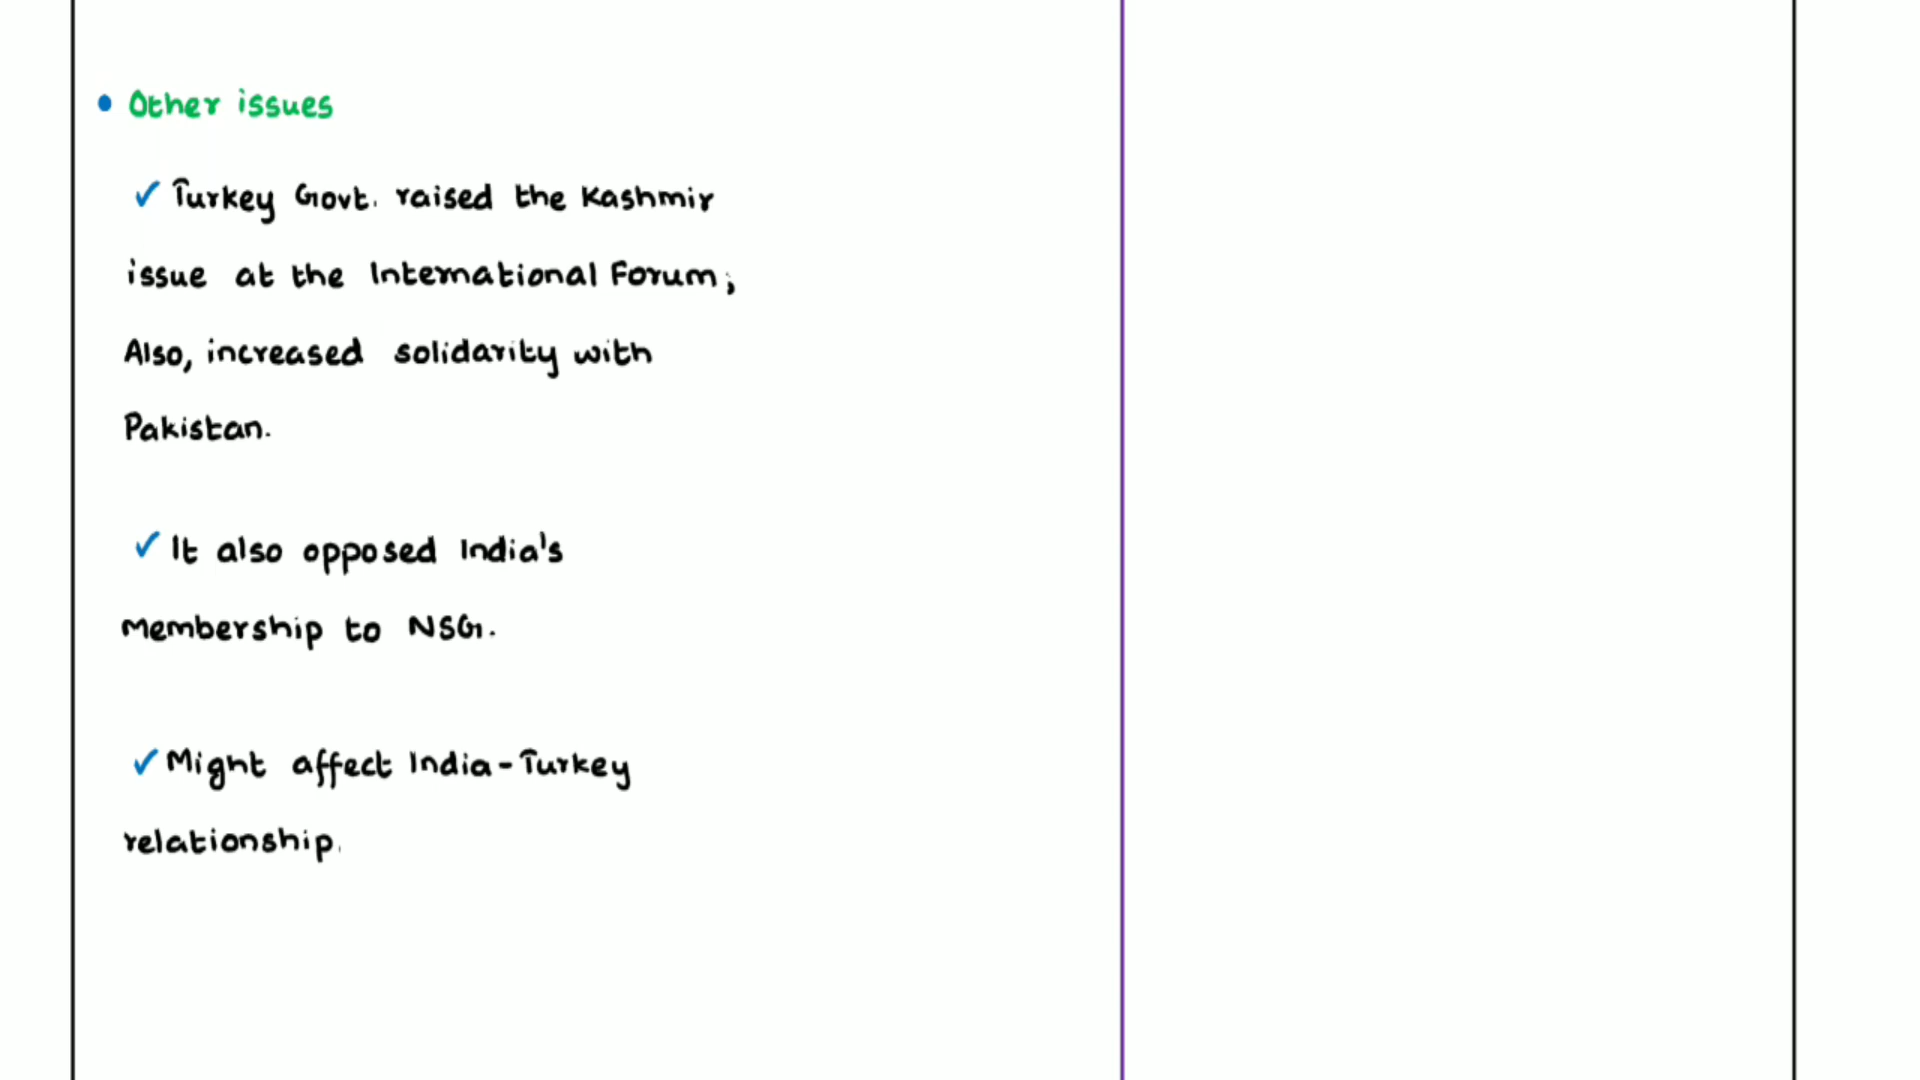 • Other issues
✓ Turkey Govt. raised the Kashmir
issue at the International Forum;
Also, increased solidarity with
Pakistan.
✓ It also opposed India's
membership to NSG.
✓ Might affect India-Turkey
relationship.